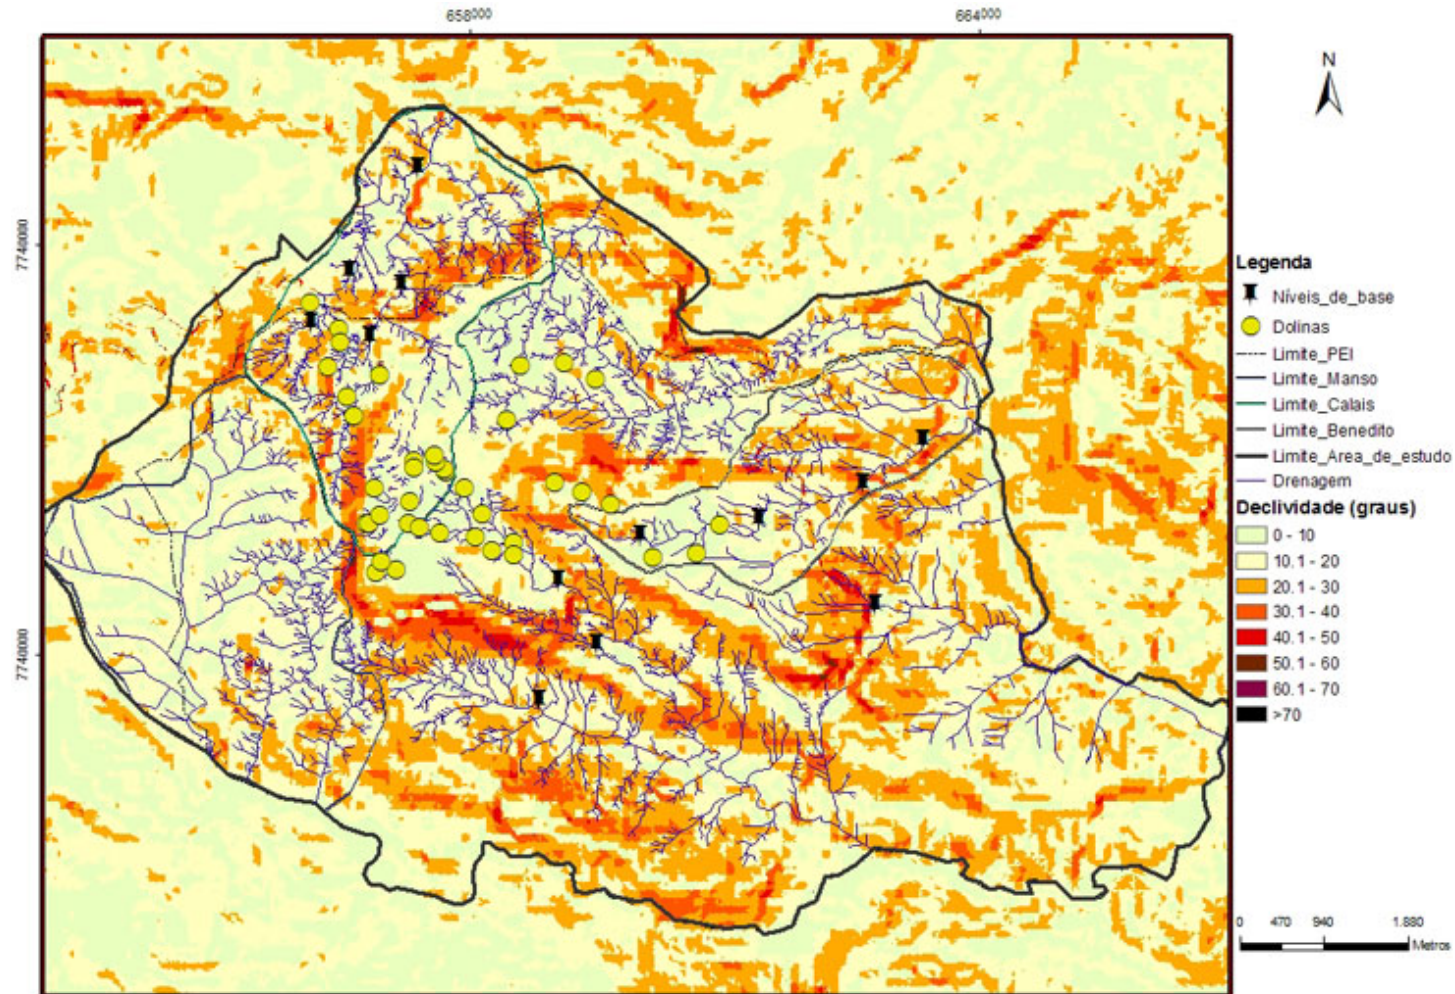 658000
664000
N
7740000
7740000
Legenda
Níveis_de_base
Dolinas
Limite_PEI
Limite_Manso
Limite_Calais
Limite_Benedito
Limite_Area_de_estudo
Drenagem
Declividade (graus)
0 - 10
10.1 - 20
20.1 - 30
30.1 - 40
40.1 - 50
50.1 - 60
60.1 - 70
>70
0 470 940 1.880
Metros